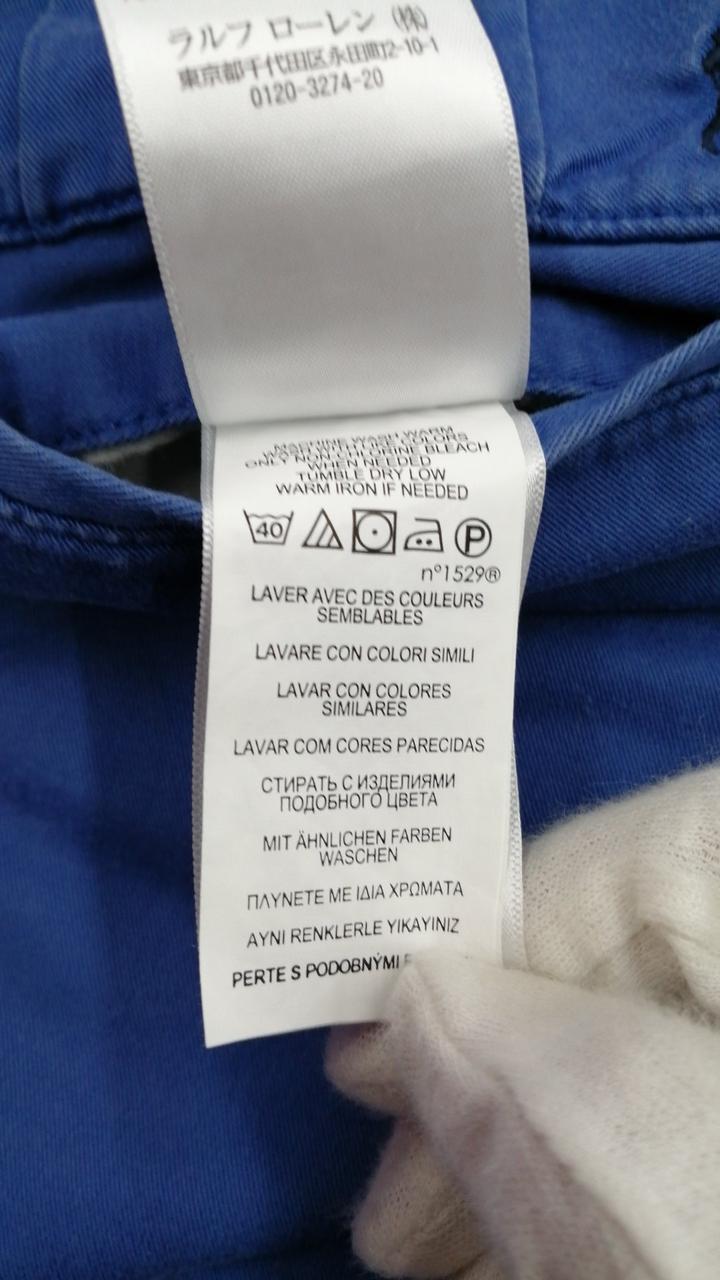 ラルフ ローレン (株)
東京都千代田区永田町2-10-1
0120-3274-20
MACHINE WASH WARM
WITH LIKE COLORS
ONLY NON-CHLORINE BLEACH
WHEN NEEDED
TUMBLE DRY LOW
WARM IRON IF NEEDED
40 P
n°1529®
LAVER AVEC DES COULEURS
SEMBLABLES
LAVARE CON COLORI SIMILI
LAVAR CON COLORES
SIMILARES
LAVAR COM CORES PARECIDAS
СТИРАТЬ С ИЗДЕЛИЯМИ
ПОДОБНОГО ЦВЕТА
MIT ÄHNLICHEN FARBEN
WASCHEN
ΠΛΥΝΕΤΕ ΜΕ ΙΔΙΑ ΧΡΩΜΑΤΑ
AYNI RENKLERLE YIKAYINIZ
PERTE S PODOBNÝMI